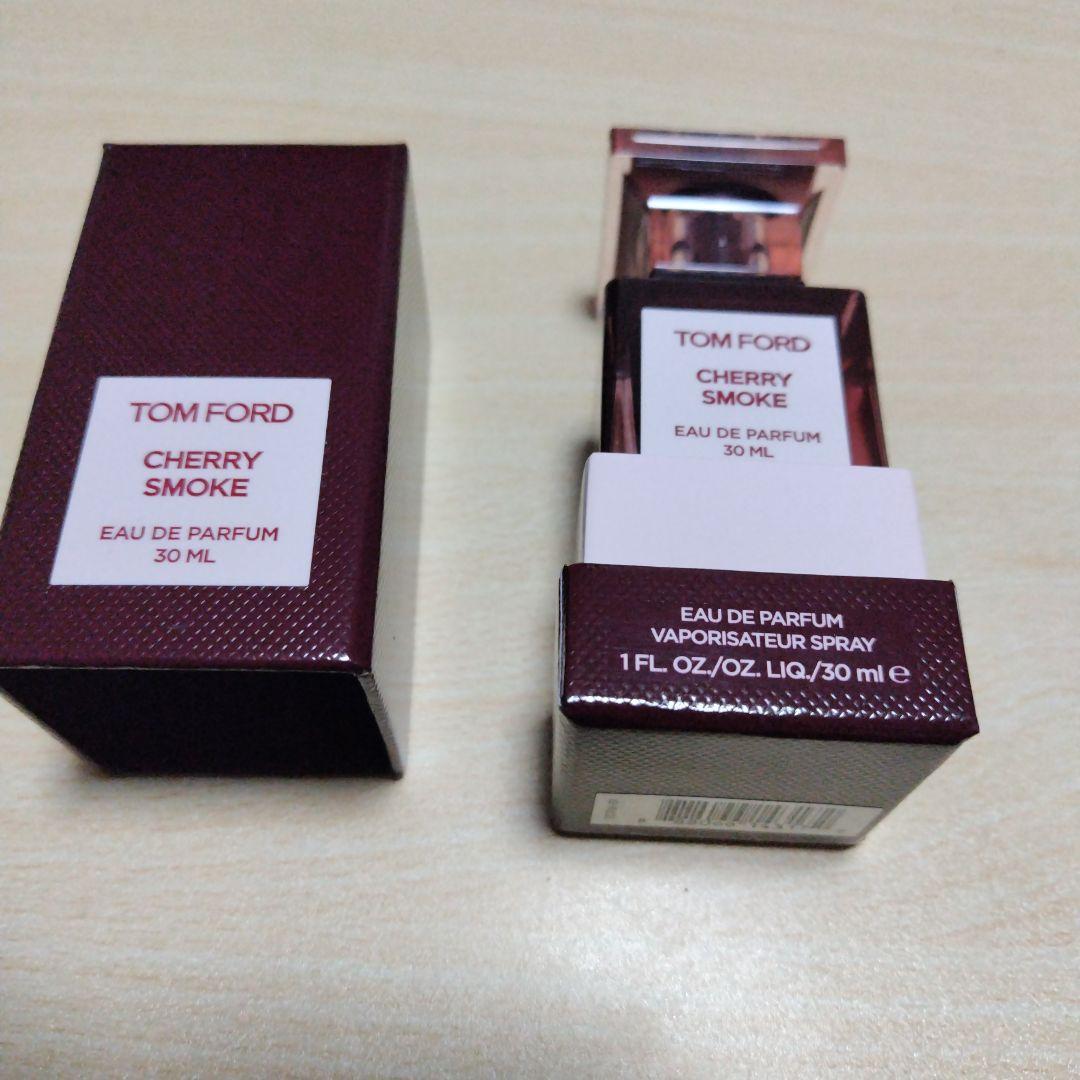 TOM FORD
CHERRY
SMOKE
EAU DE PARFUM
30 ML
TOM FORD
CHERRY
SMOKE
EAU DE PARFUM
30 ML
EAU DE PARFUM
VAPORISATEUR SPRAY
1 FL. OZ./OZ. LIQ./30 ml ℮